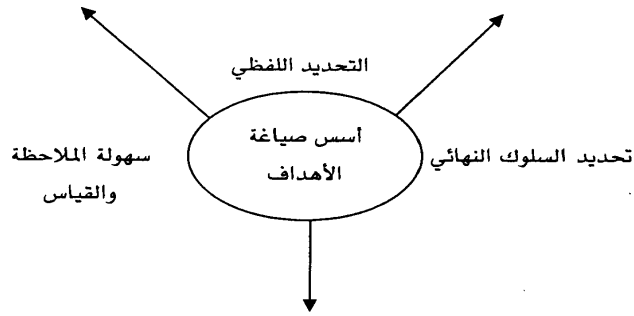 التحديد اللفظي
أسس صياغة
الأهداف
تحديد السلوك النهائي
سهولة الملاحظة
والقياس